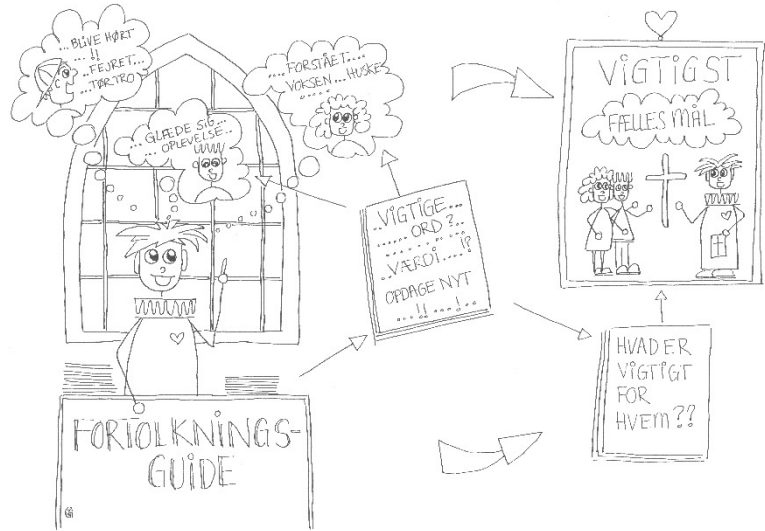 ...BLIVE HØRT
!!
..FEJRET...
...TØR TRO
...GLÆDE SIG...
...OPLEVELSE..
....FORSTÅET....
VOKSEN...HUSKE
.VIGTIGE...
ORD?..
..VÆRDI....!?
OPDAGE NYT
..!!....!..
VIGTIGST
FÆLLES MÅL
HVAD ER
VIGTIGT
FOR
HVEM??
FORTOLKNINGS-
GUIDE